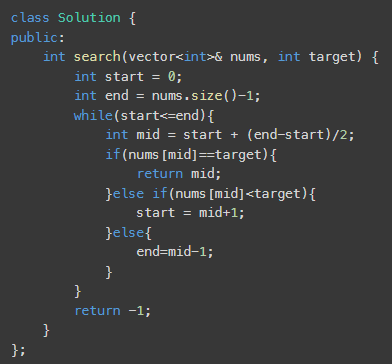 class Solution {
public:
    int search(vector<int>& nums, int target) {
        int start = 0;
        int end = nums.size()-1;
        while(start<=end){
            int mid = start + (end-start)/2;
            if(nums[mid]==target){
                return mid;
            }else if(nums[mid]<target){
                start = mid+1;
            }else{
                end=mid-1;
            }
        }
        return -1;
    }
};